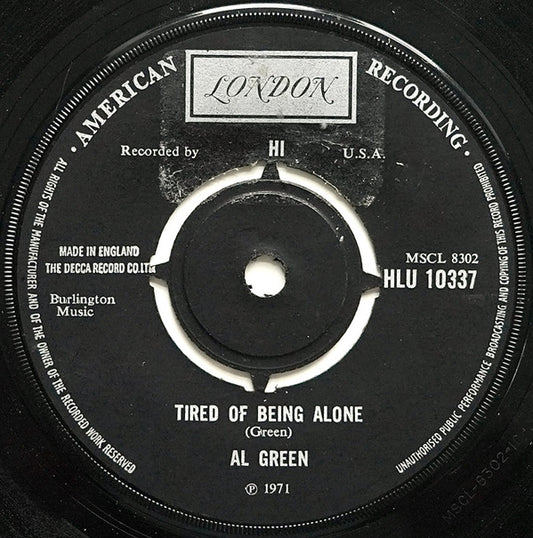 · AMERICAN RECORDING ·
LONDON
Recorded by HI U.S.A.
MADE IN ENGLAND
THE DECCA RECORD CO. LTD
Burlington
Music
MSCL 8302
HLU 10337
TIRED OF BEING ALONE
(Green)
AL GREEN
℗ 1971
ALL RIGHTS OF THE MANUFACTURER AND OF THE OWNER OF THE RECORDED WORK RESERVED
UNAUTHORISED PUBLIC PERFORMANCE BROADCASTING AND COPYING OF THIS RECORD PROHIBITED